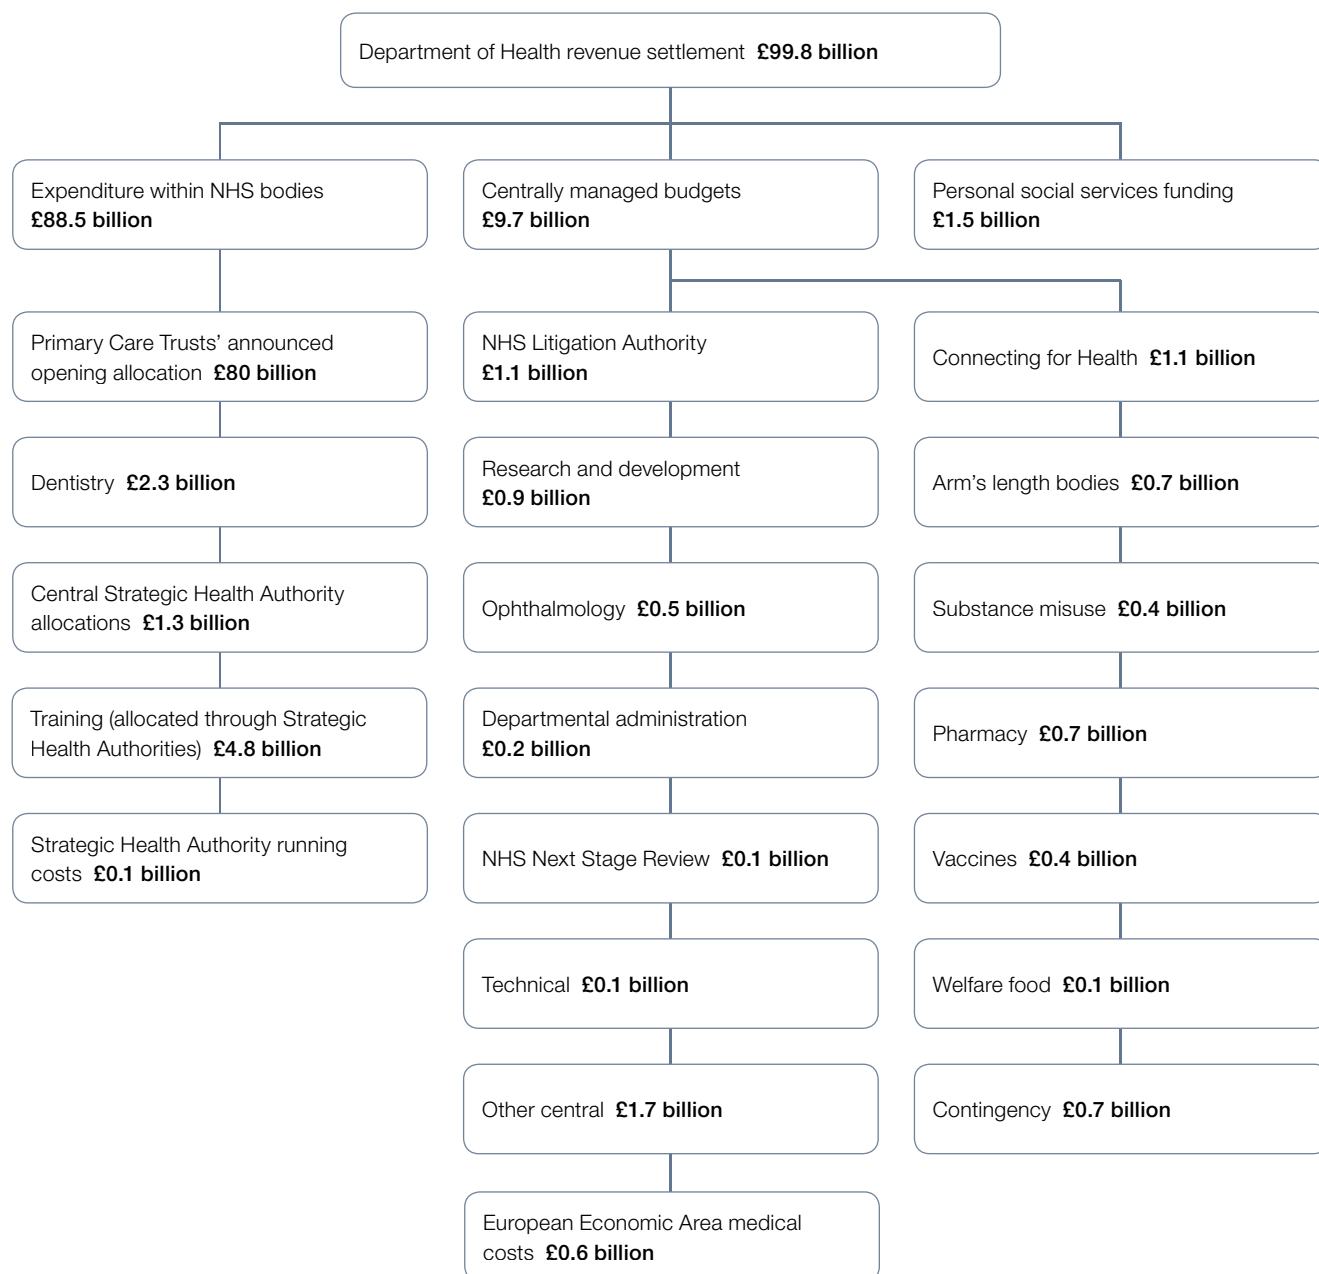 Department of Health revenue settlement £99.8 billion
Expenditure within NHS bodies
£88.5 billion
Centrally managed budgets
£9.7 billion
Personal social services funding
£1.5 billion
Primary Care Trusts’ announced
opening allocation £80 billion
Dentistry £2.3 billion
Central Strategic Health Authority
allocations £1.3 billion
Training (allocated through Strategic
Health Authorities) £4.8 billion
Strategic Health Authority running
costs £0.1 billion
NHS Litigation Authority
£1.1 billion
Research and development
£0.9 billion
Ophthalmology £0.5 billion
Departmental administration
£0.2 billion
NHS Next Stage Review £0.1 billion
Technical £0.1 billion
Other central £1.7 billion
European Economic Area medical
costs £0.6 billion
Connecting for Health £1.1 billion
Arm’s length bodies £0.7 billion
Substance misuse £0.4 billion
Pharmacy £0.7 billion
Vaccines £0.4 billion
Welfare food £0.1 billion
Contingency £0.7 billion